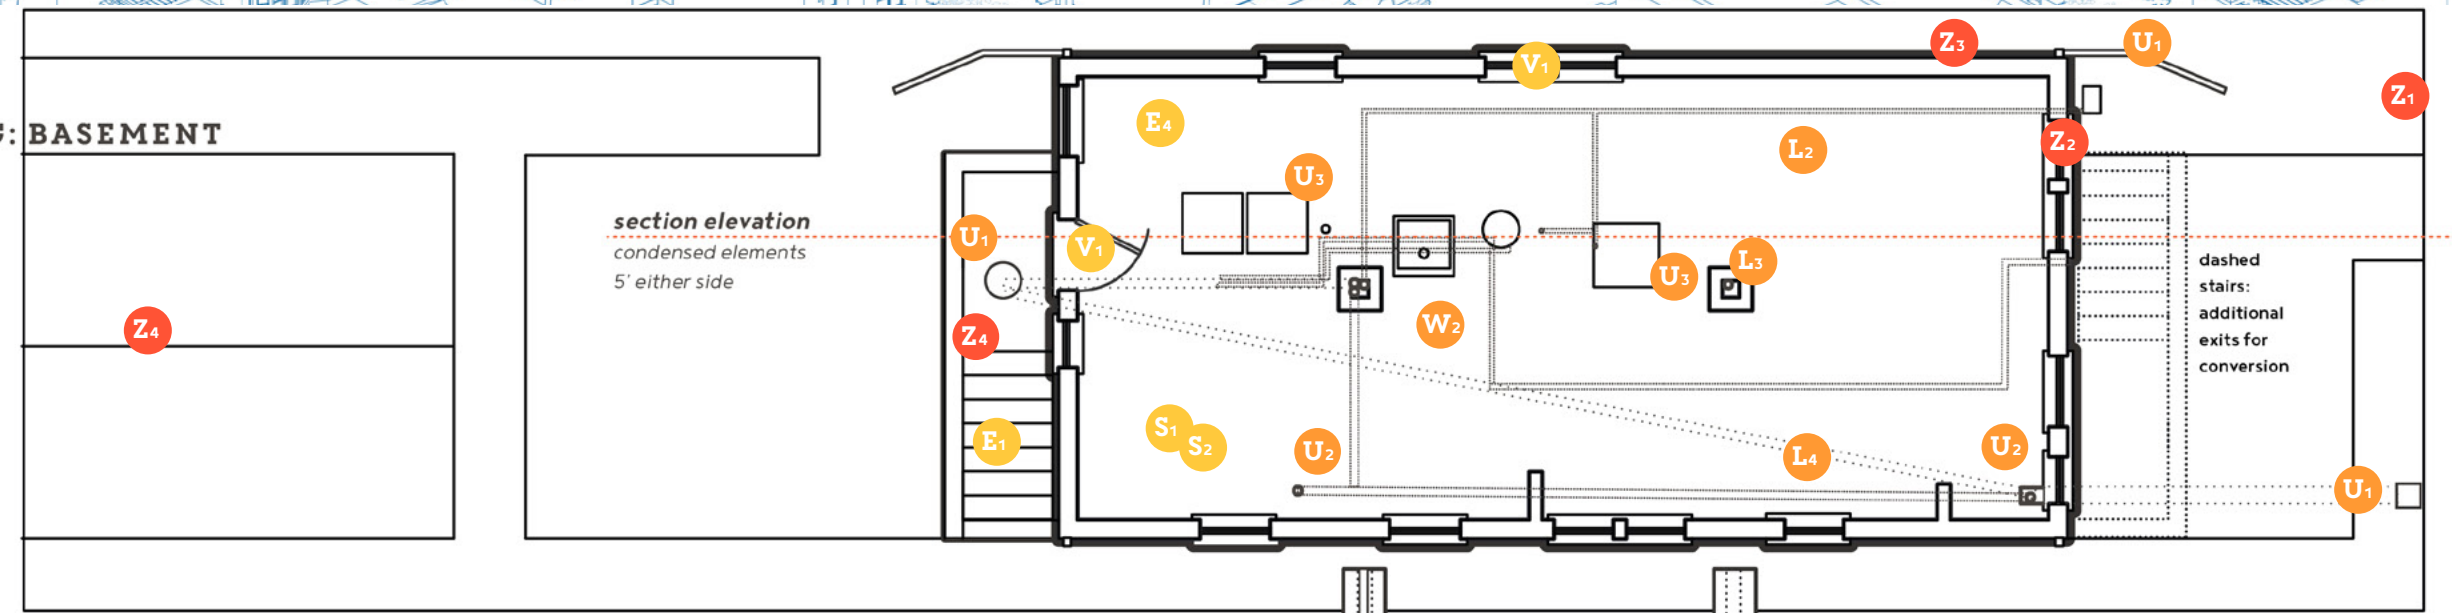 : BASEMENT
section elevation
condensed elements
5' either side
dashed
stairs:
additional
exits for
conversion
Z3
U1
V1
Z1
E4
Z2
L2
U3
U1
V1
L3
U3
Z4
W2
Z4
E1
S1
S2
U2
L4
U2
U1